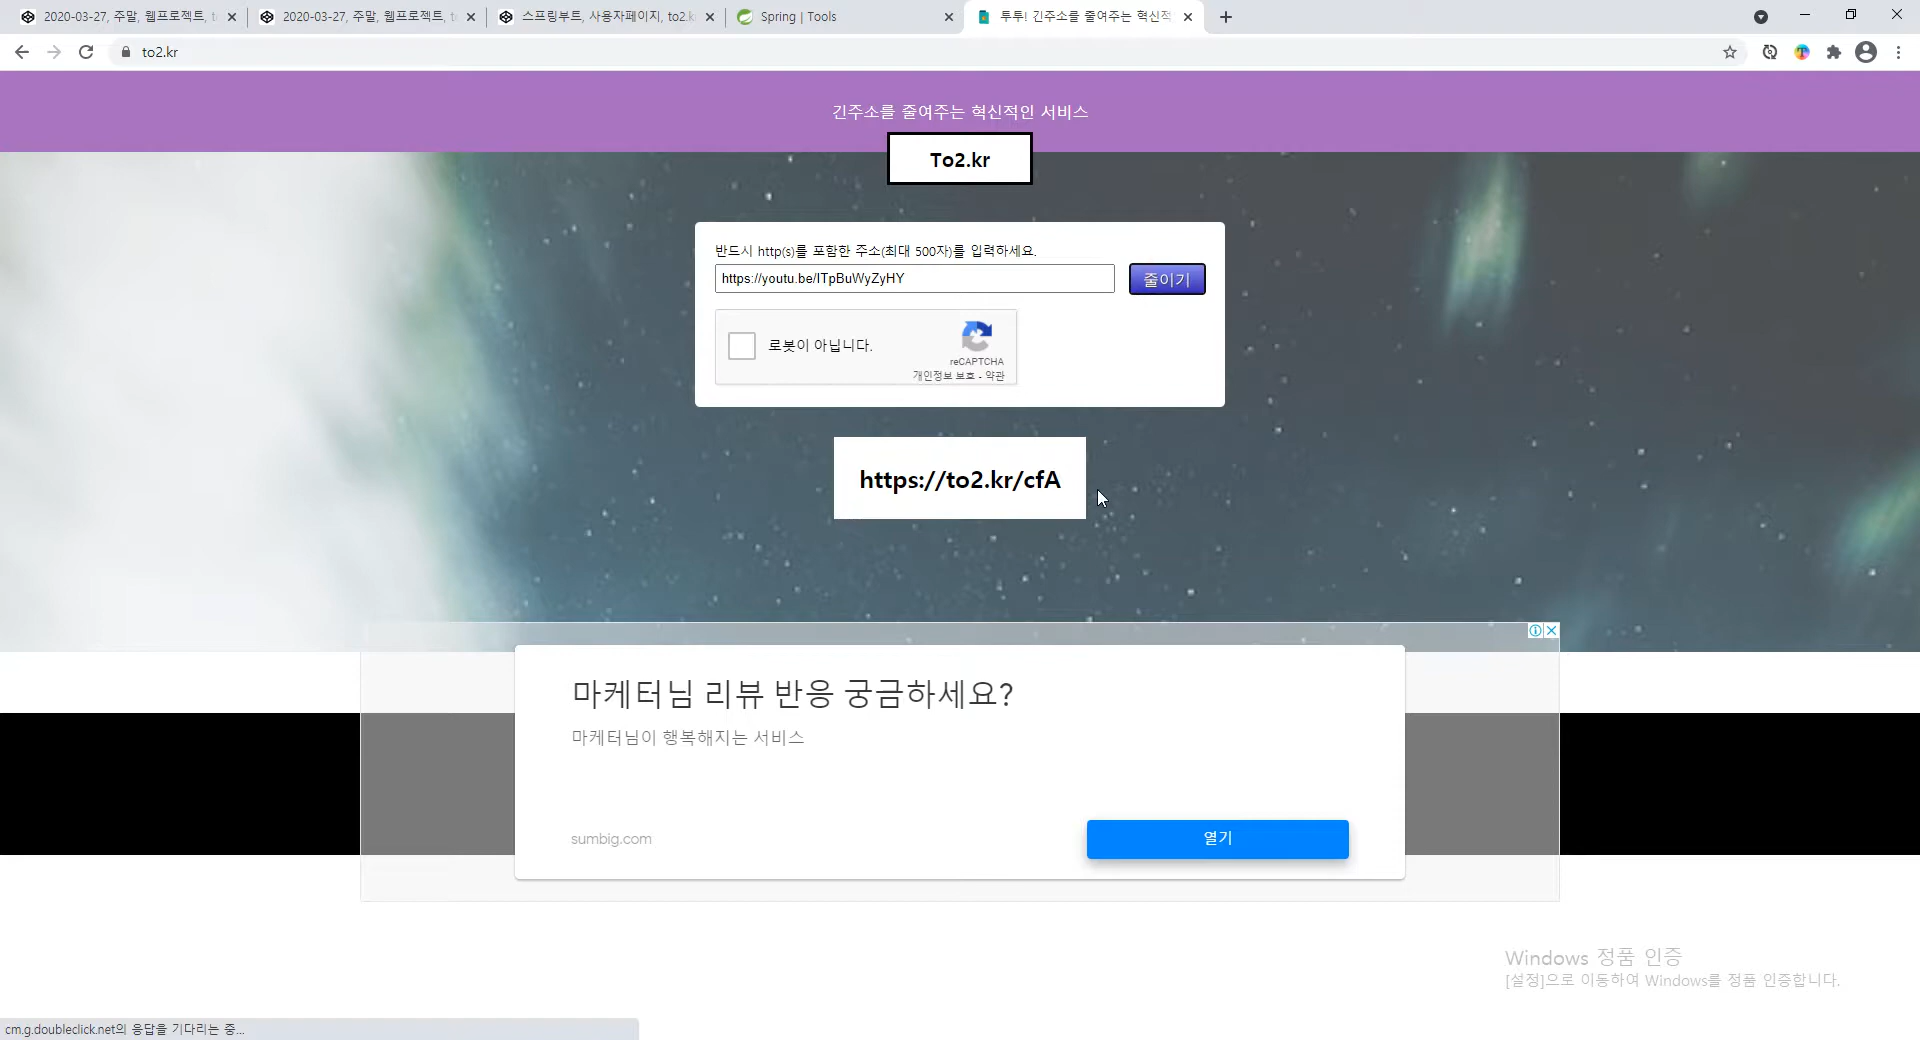 2020-03-27, 주말, 웹프로젝트, t
2020-03-27, 주말, 웹프로젝트, t
스프링부트, 사용자페이지, to2.k
Spring | Tools
투투! 긴주소를 줄여주는 혁신적
to2.kr
긴주소를 줄여주는 혁신적인 서비스
To2.kr
반드시 http(s)를 포함한 주소(최대 500자)를 입력하세요.
https://youtu.be/ITpBuWyZyHY
줄이기
로봇이 아닙니다.
reCAPTCHA
개인정보 보호 - 약관
https://to2.kr/cfA
마케터님 리뷰 반응 궁금하세요?
마케터님이 행복해지는 서비스
sumbig.com
열기
Windows 정품 인증
[설정]으로 이동하여 Windows를 정품 인증합니다.
cm.g.doubleclick.net의 응답을 기다리는 중...